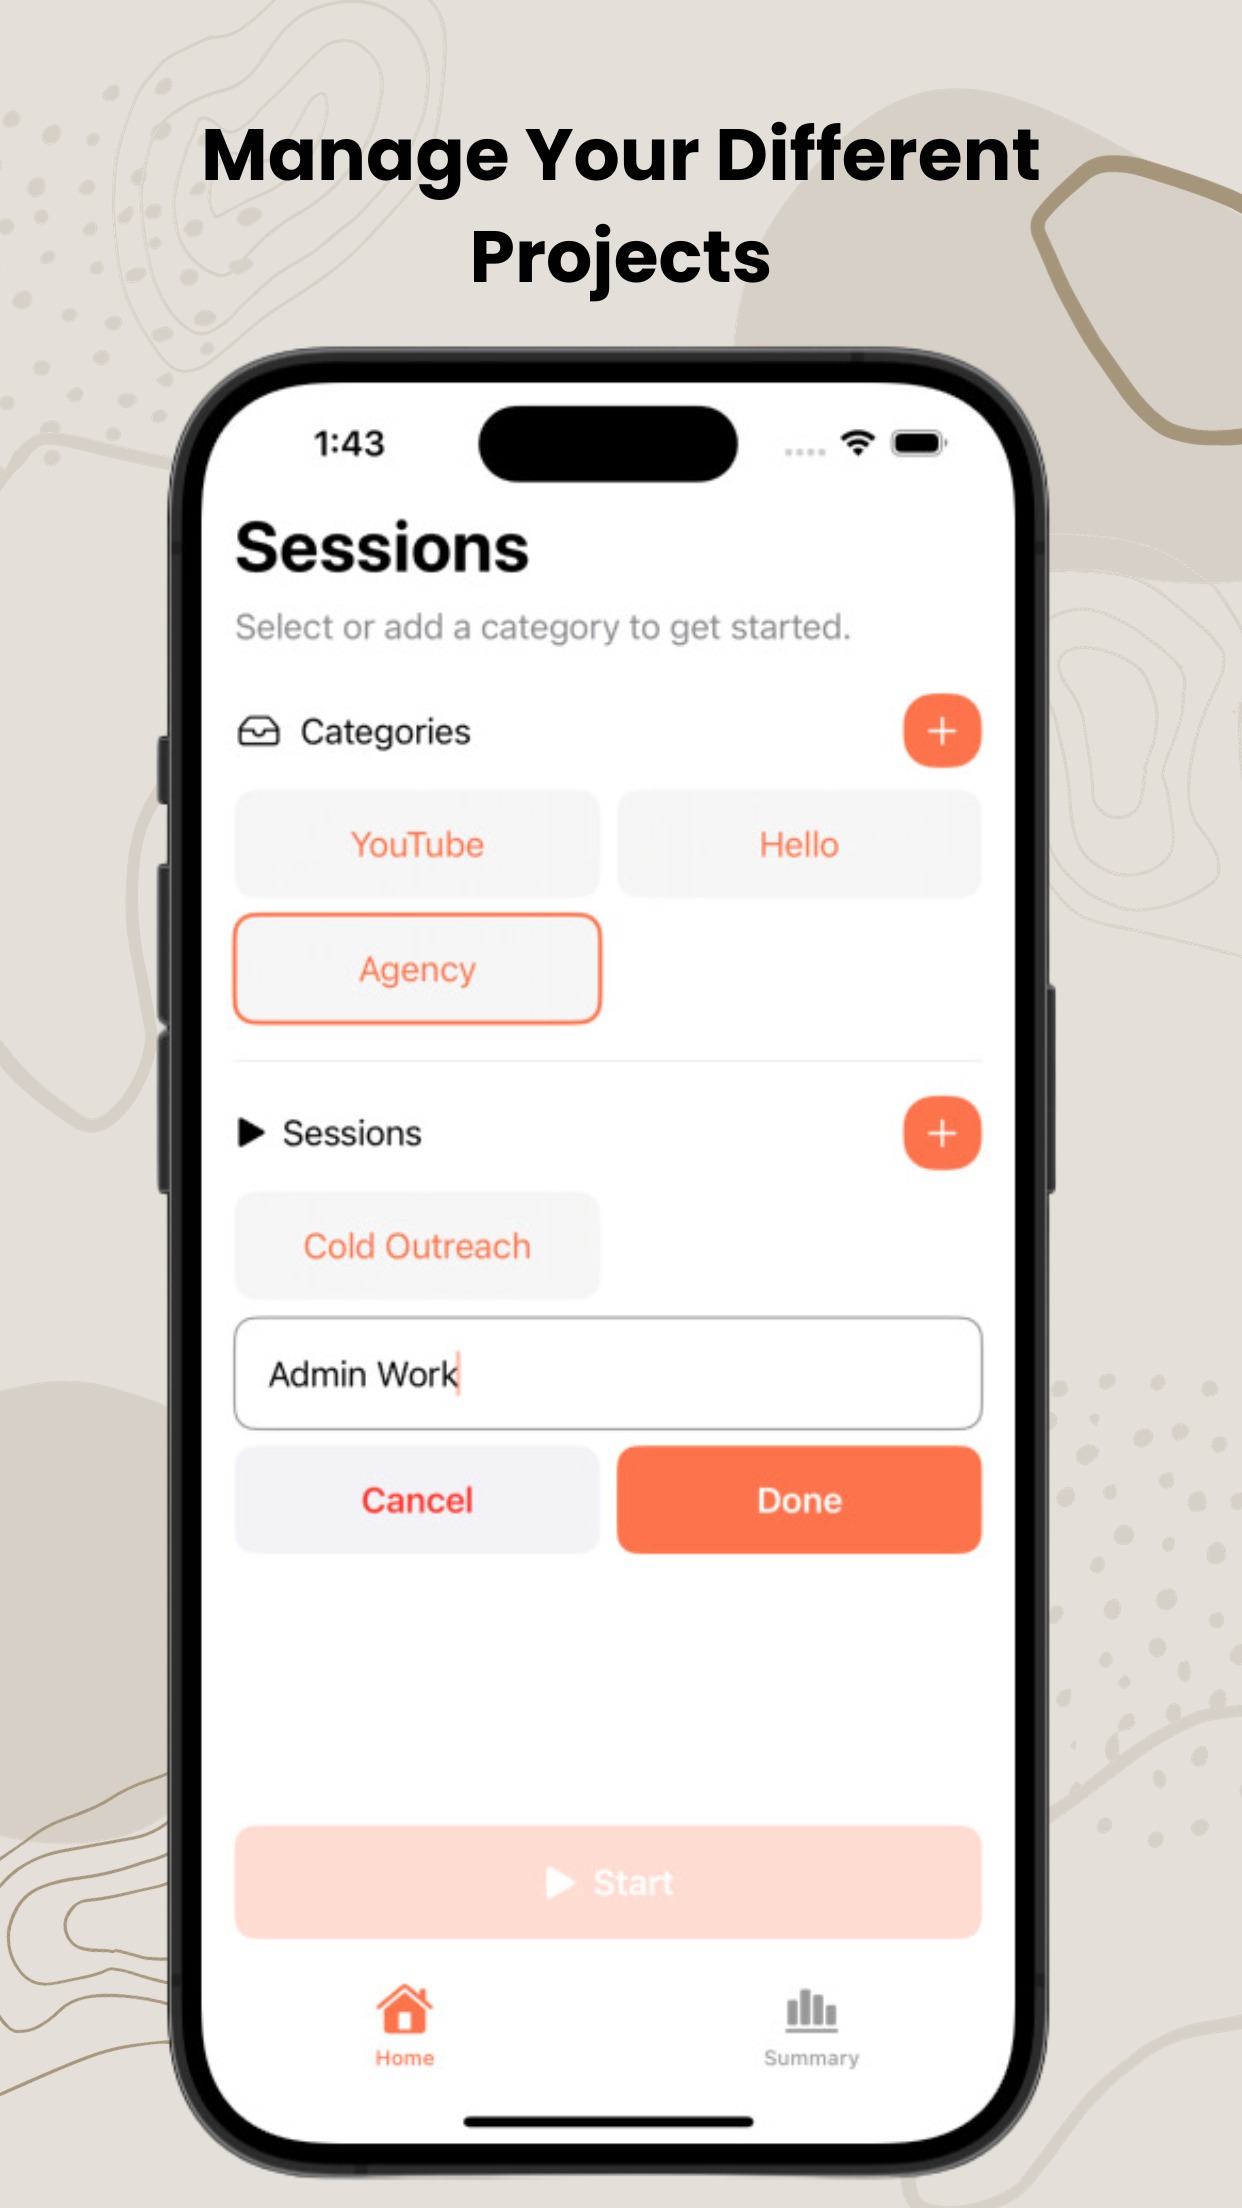 Manage Your Different
Projects
1:43
Sessions
Select or add a category to get started.
Categories
YouTube
Hello
Agency
Sessions
Cold Outreach
Admin Work
Cancel
Done
Start
Home
Summary